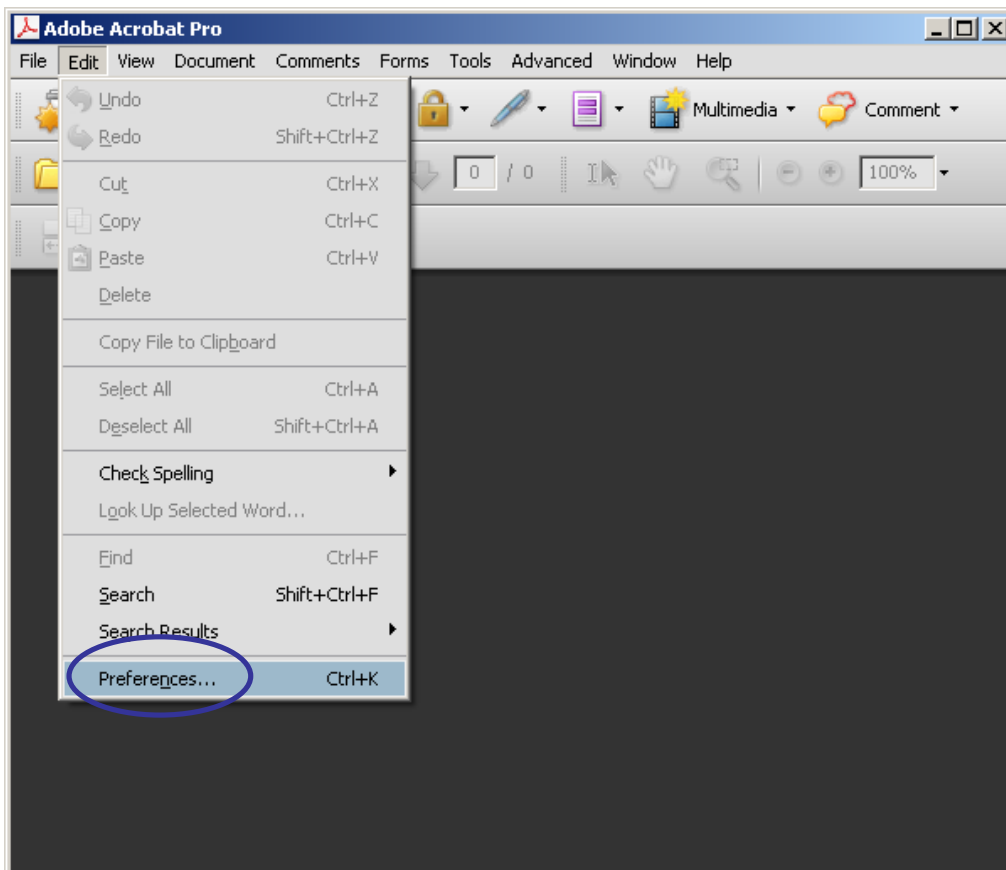 Adobe Acrobat Pro
File Edit View Document Comments Forms Tools Advanced Window Help
Multimedia Comment
0 / 0 100%
Undo Ctrl+Z
Redo Shift+Ctrl+Z
Cut Ctrl+X
Copy Ctrl+C
Paste Ctrl+V
Delete
Copy File to Clipboard
Select All Ctrl+A
Deselect All Shift+Ctrl+A
Check Spelling
Look Up Selected Word...
Find Ctrl+F
Search Shift+Ctrl+F
Search Results
Preferences... Ctrl+K